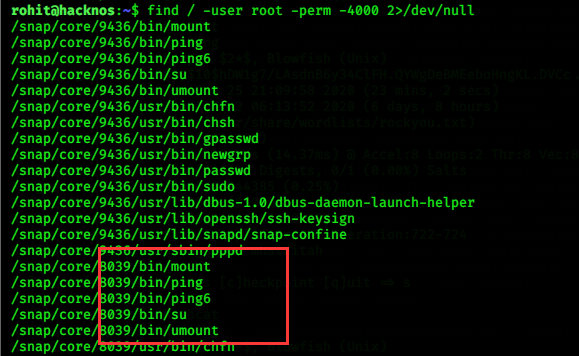 rohit@hacknos:~$ find / -user root -perm -4000 2>/dev/null
/snap/core/9436/bin/mount
/snap/core/9436/bin/ping
/snap/core/9436/bin/ping6
/snap/core/9436/bin/su
/snap/core/9436/bin/umount
/snap/core/9436/usr/bin/chfn
/snap/core/9436/usr/bin/chsh
/snap/core/9436/usr/bin/gpasswd
/snap/core/9436/usr/bin/newgrp
/snap/core/9436/usr/bin/passwd
/snap/core/9436/usr/bin/sudo
/snap/core/9436/usr/lib/dbus-1.0/dbus-daemon-launch-helper
/snap/core/9436/usr/lib/openssh/ssh-keysign
/snap/core/9436/usr/lib/snapd/snap-confine
/snap/core/9436/usr/sbin/pppd
/snap/core/8039/bin/mount
/snap/core/8039/bin/ping
/snap/core/8039/bin/ping6
/snap/core/8039/bin/su
/snap/core/8039/bin/umount
/snap/core/8039/usr/bin/chfn